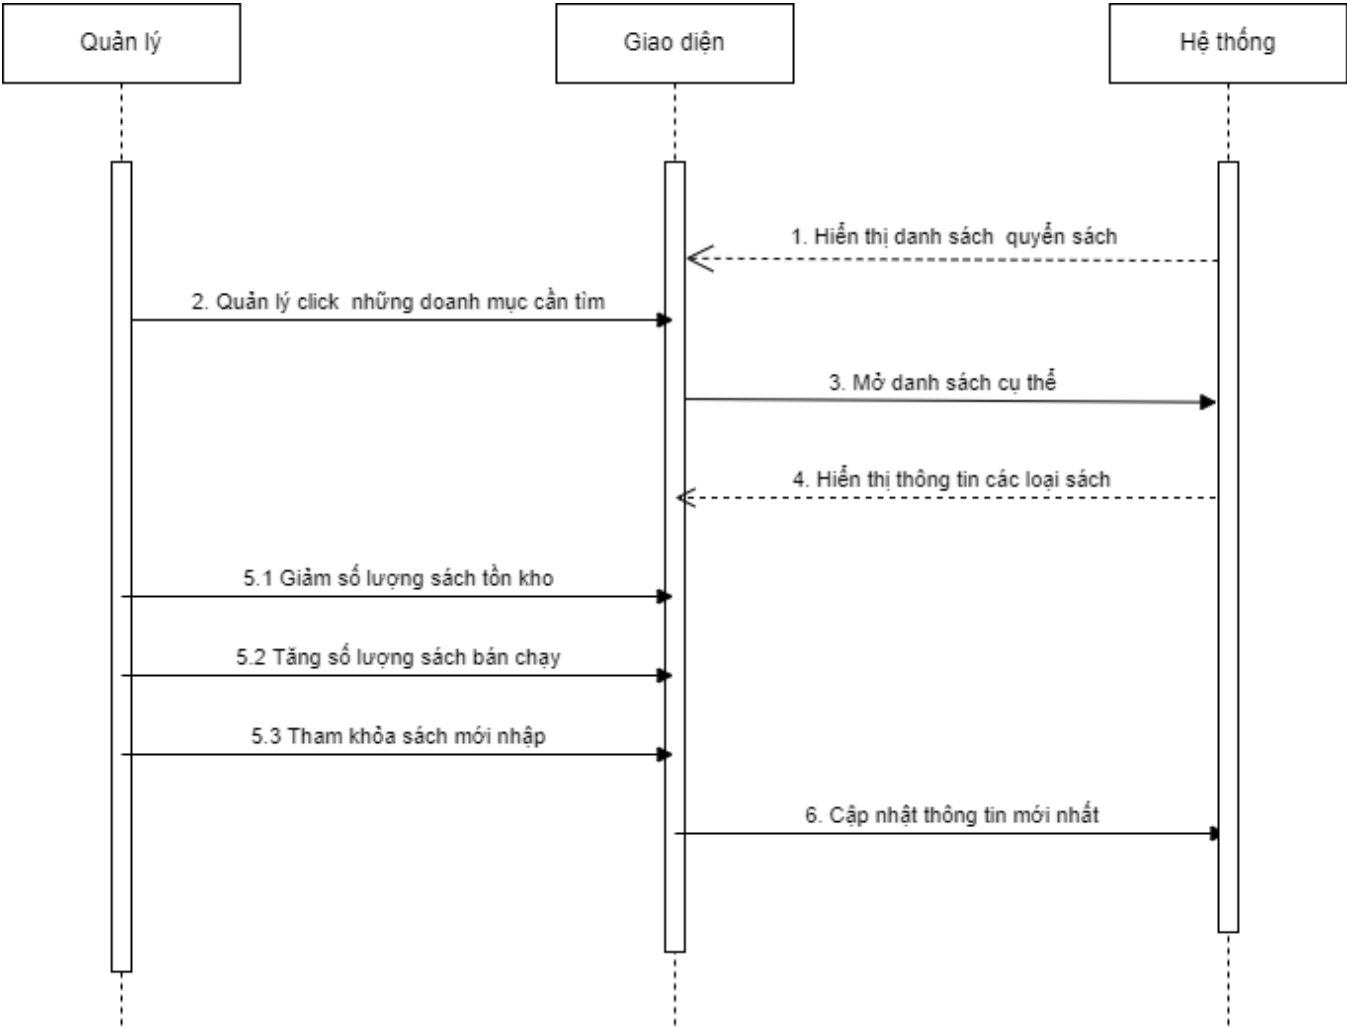 Quản lý
Giao diện
Hệ thống
1. Hiển thị danh sách  quyển sách
2. Quản lý click  những doanh mục cần tìm
3. Mở danh sách cụ thể
4. Hiển thị thông tin các loại sách
5.1 Giảm số lượng sách tồn kho
5.2 Tăng số lượng sách bán chạy
5.3 Tham khỏa sách mới nhập
6. Cập nhật thông tin mới nhất